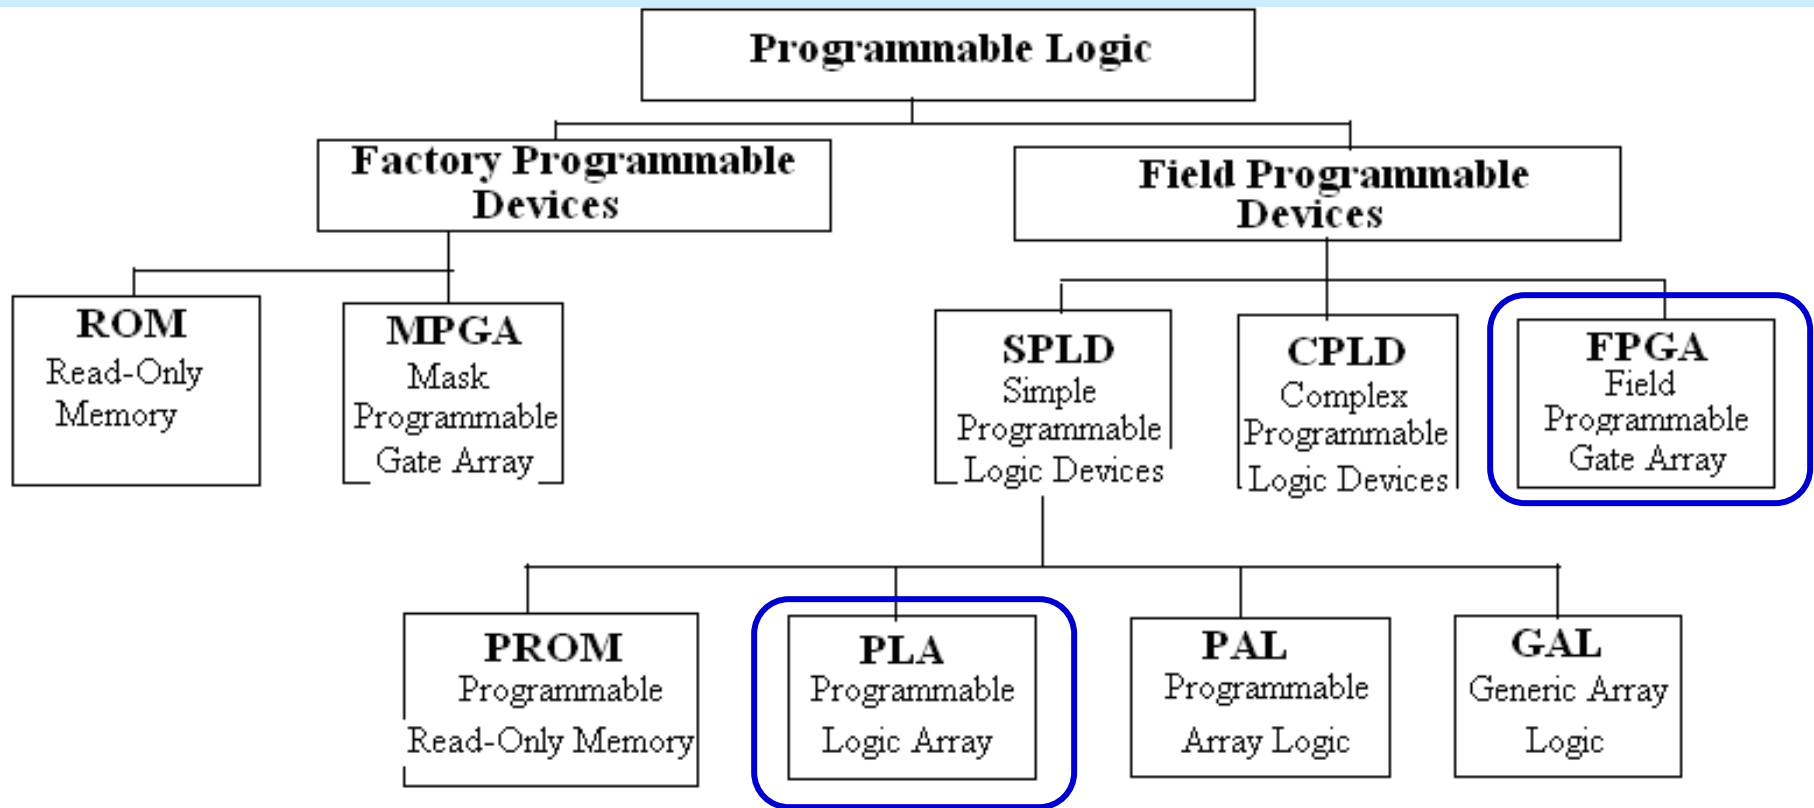 Programmable Logic
Factory Programmable
Devices
Field Programmable
Devices
ROM
Read-Only
Memory
MPGA
Mask
Programmable
Gate Array
SPLD
Simple
Programmable
Logic Devices
CPLD
Complex
Programmable
Logic Devices
FPGA
Field
Programmable
Gate Array
PROM
Programmable
Read-Only Memory
PLA
Programmable
Logic Array
PAL
Programmable
Array Logic
GAL
Generic Array
Logic